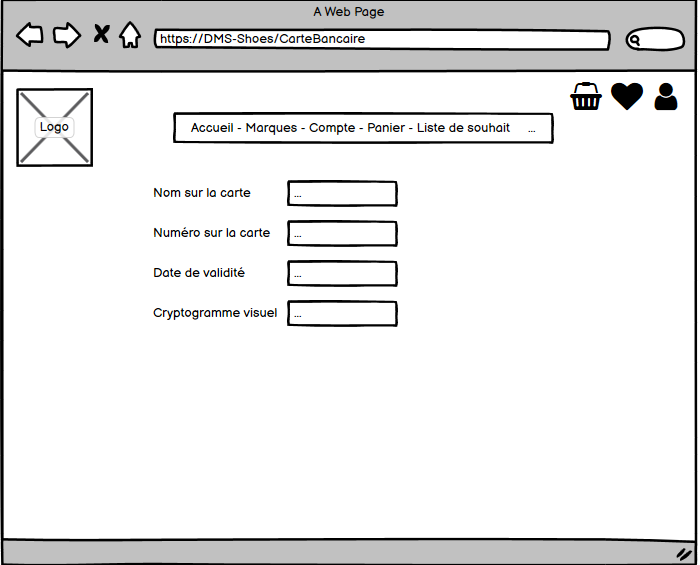 A Web Page
https://DMS-Shoes/CarteBancaire
Logo
Accueil - Marques - Compte - Panier - Liste de souhait ...
Nom sur la carte ...
Numéro sur la carte ...
Date de validité ...
Cryptogramme visuel ...